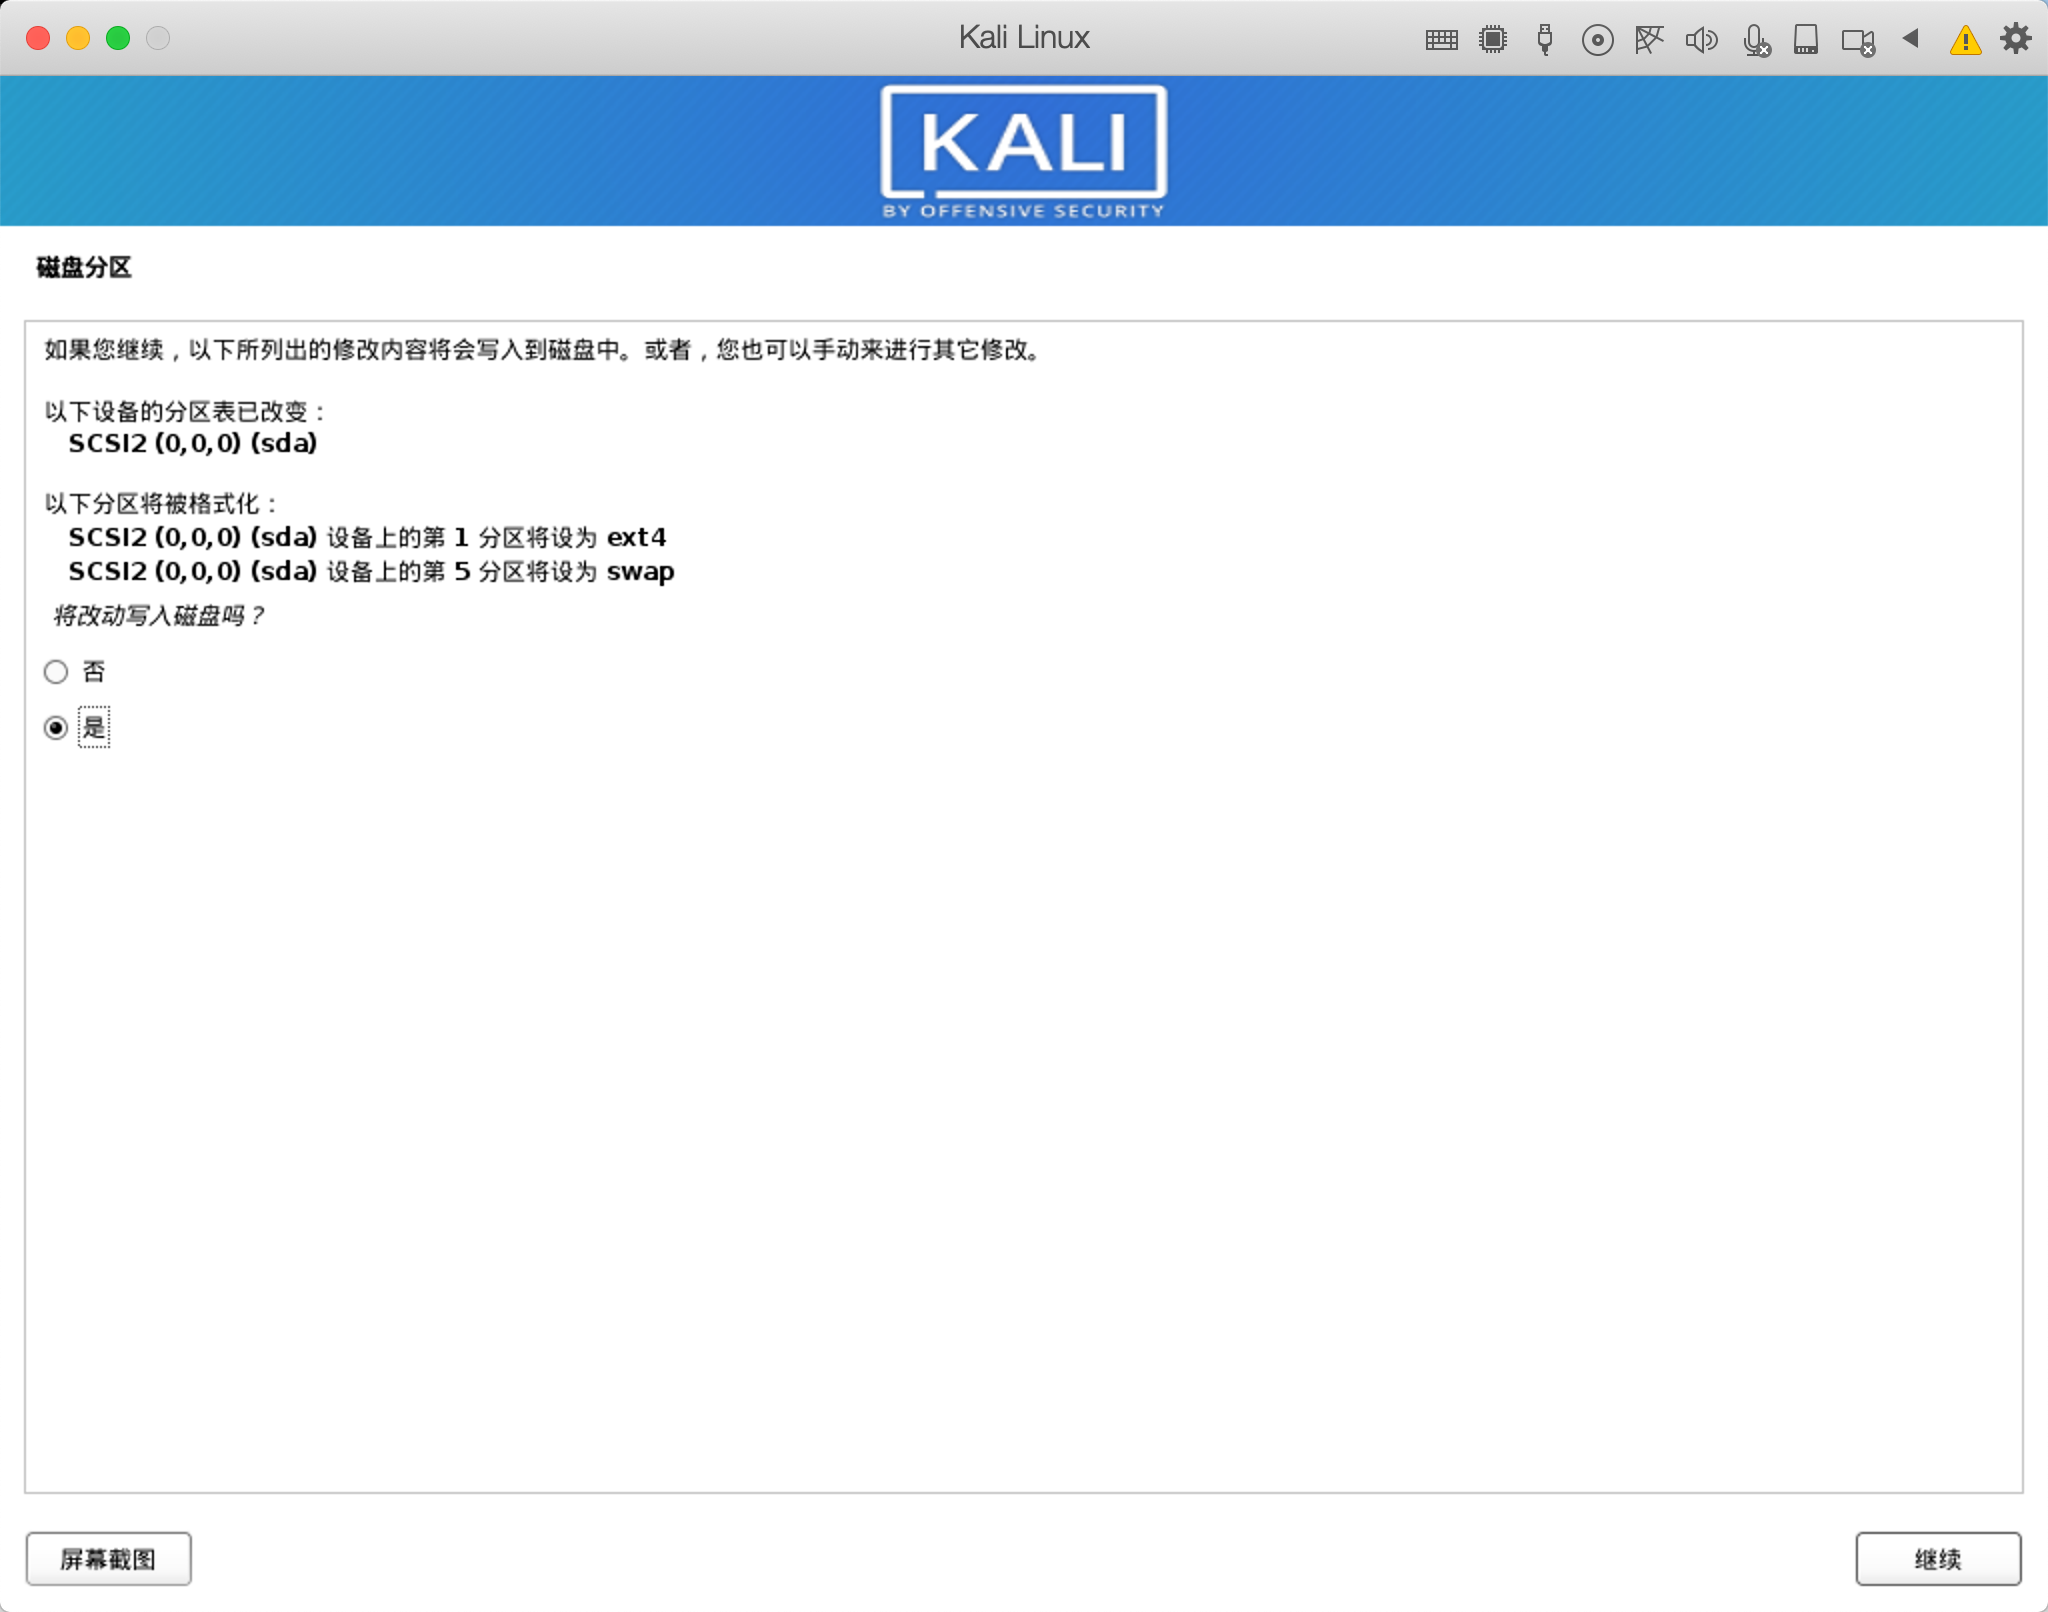 Kali Linux
KALI
BY OFFENSIVE SECURITY
磁盘分区
如果您继续，以下所列出的修改内容将会写入到磁盘中。或者，您也可以手动来进行其它修改。
以下设备的分区表已改变：
SCSI2 (0,0,0) (sda)
以下分区将被格式化：
SCSI2 (0,0,0) (sda) 设备上的第 1 分区将设为 ext4
SCSI2 (0,0,0) (sda) 设备上的第 5 分区将设为 swap
将改动写入磁盘吗？
否
是
屏幕截图
继续